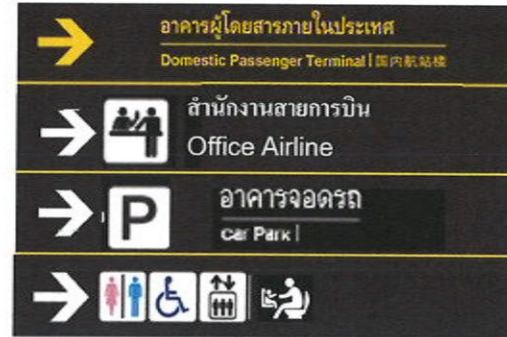 อาคารผู้โดยสารภายในประเทศ
Domestic Passenger Terminal | 国内航站楼
สำนักงานสายการบิน
Office Airline
P
อาคารจอดรถ
Car Park |